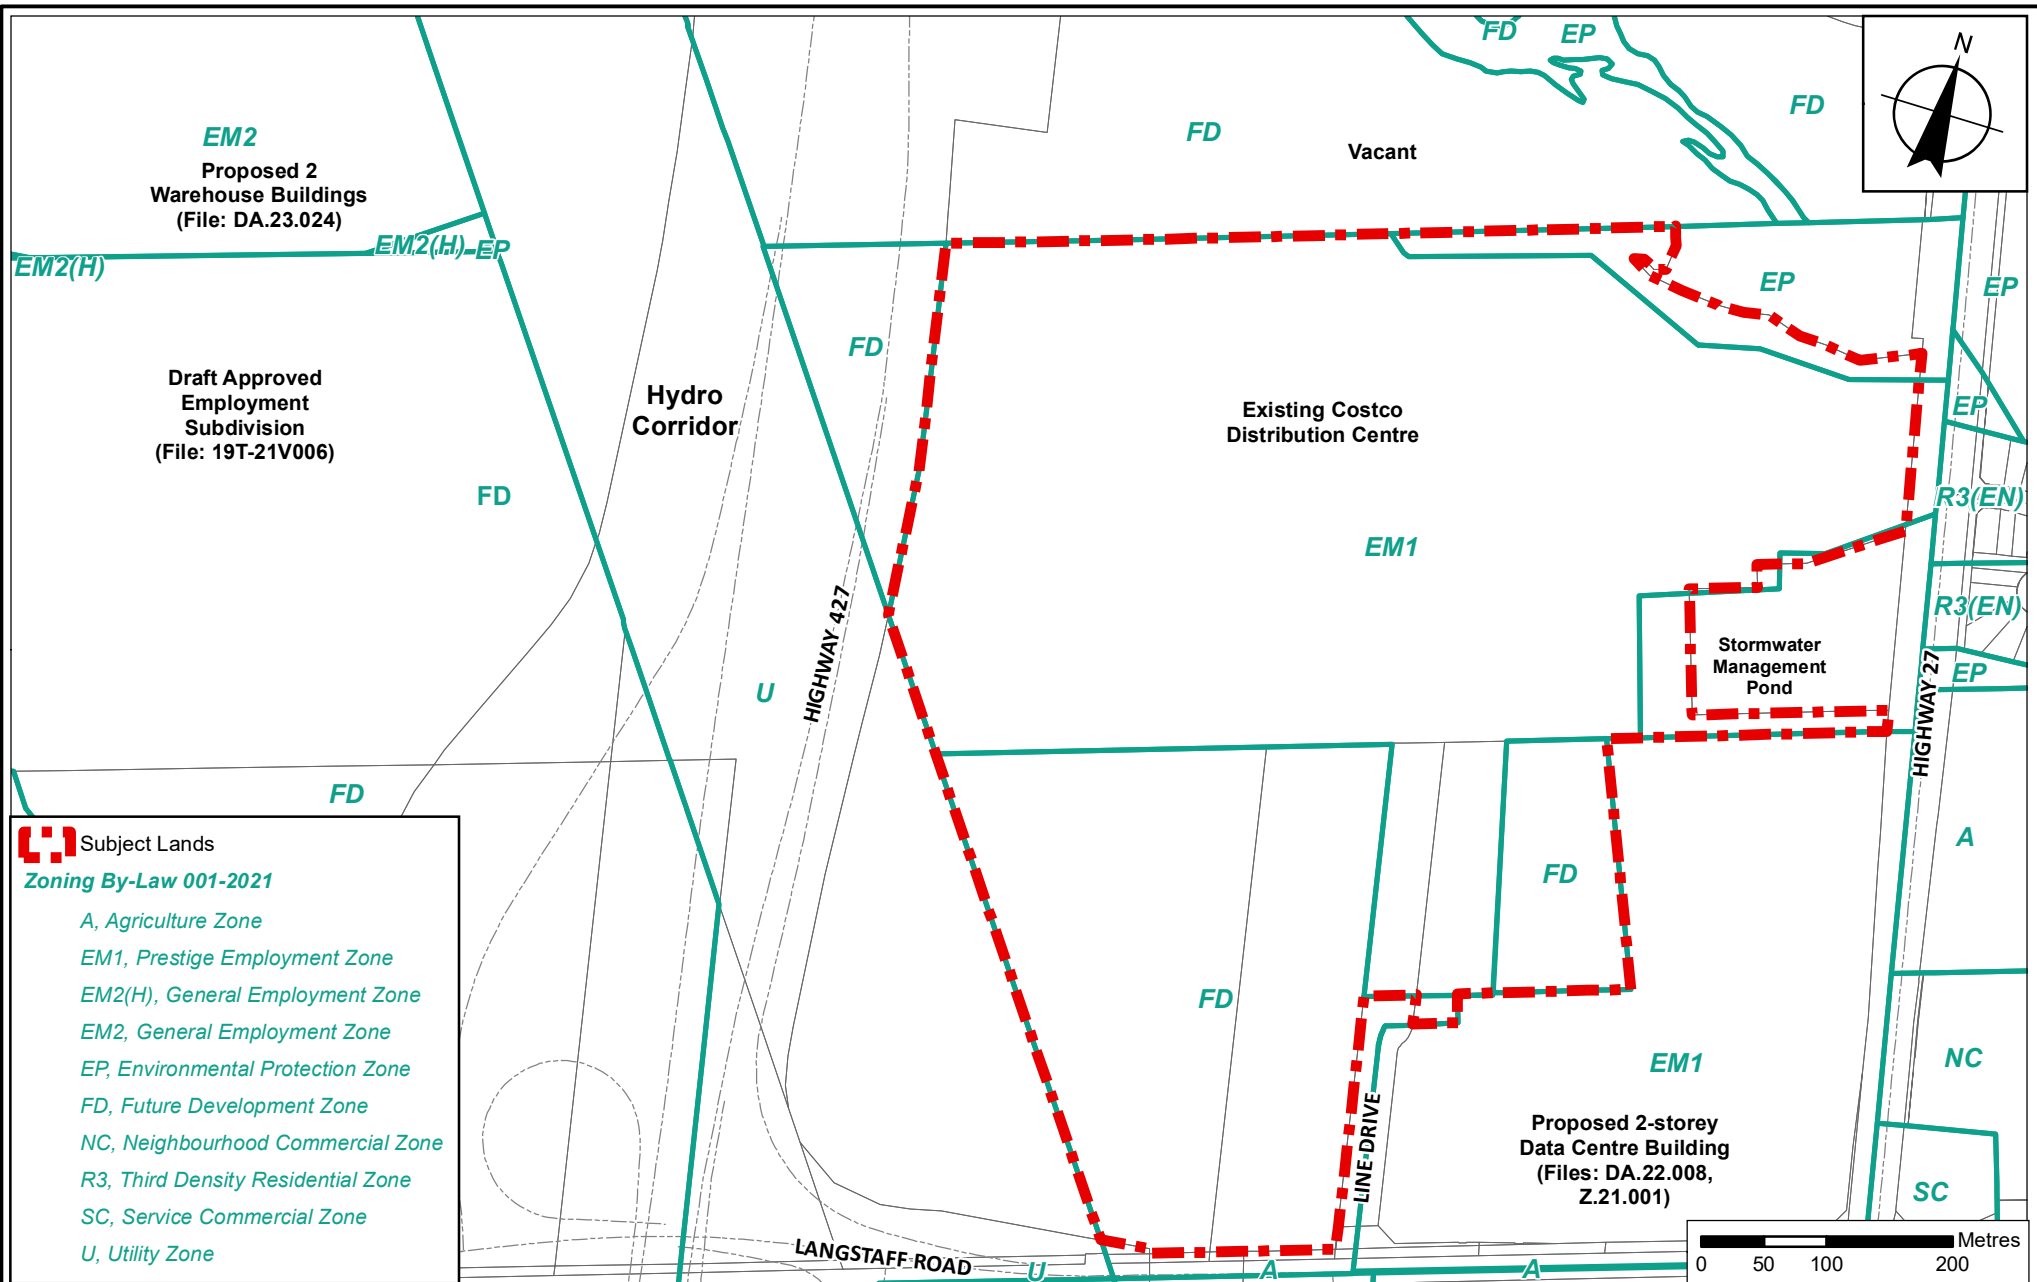 FD
EP
N
EM2
Proposed 2
Warehouse Buildings
(File: DA.23.024)
FD
Vacant
FD
EM2(H)
EM2(H)
EP
EP
EP
FD
Draft Approved
Employment
Subdivision
(File: 19T-21V006)
Hydro
Corridor
Existing Costco
Distribution Centre
EP
FD
R3(EN)
EM1
HIGHWAY 427
R3(EN)
Stormwater
Management
Pond
EP
U
HIGHWAY 27
FD
A
FD
FD
EM1
NC
LINE DRIVE
Proposed 2-storey
Data Centre Building
(Files: DA.22.008,
Z.21.001)
SC
LANGSTAFF ROAD
U
A
A
Subject Lands
Zoning By-Law 001-2021
A, Agriculture Zone
EM1, Prestige Employment Zone
EM2(H), General Employment Zone
EM2, General Employment Zone
EP, Environmental Protection Zone
FD, Future Development Zone
NC, Neighbourhood Commercial Zone
R3, Third Density Residential Zone
SC, Service Commercial Zone
U, Utility Zone
Metres
0 50 100 200